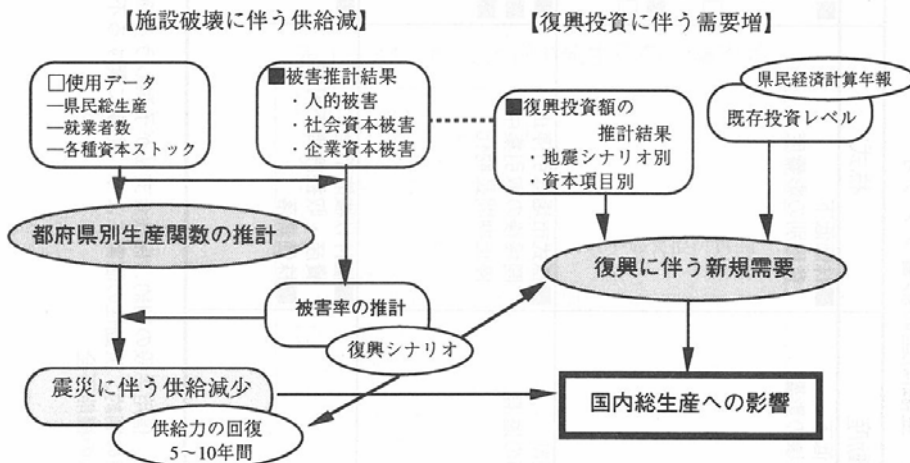 【施設破壊に伴う供給減】
【復興投資に伴う需要増】
□使用データ
―県民総生産
―就業者数
―各種資本ストック
■被害推計結果
・人的被害
・社会資本被害
・企業資本被害
■復興投資額の
推計結果
・地震シナリオ別
・資本項目別
県民経済計算年報
既存投資レベル
都府県別生産関数の推計
復興に伴う新規需要
被害率の推計
復興シナリオ
震災に伴う供給減少
供給力の回復
5～10年間
国内総生産への影響